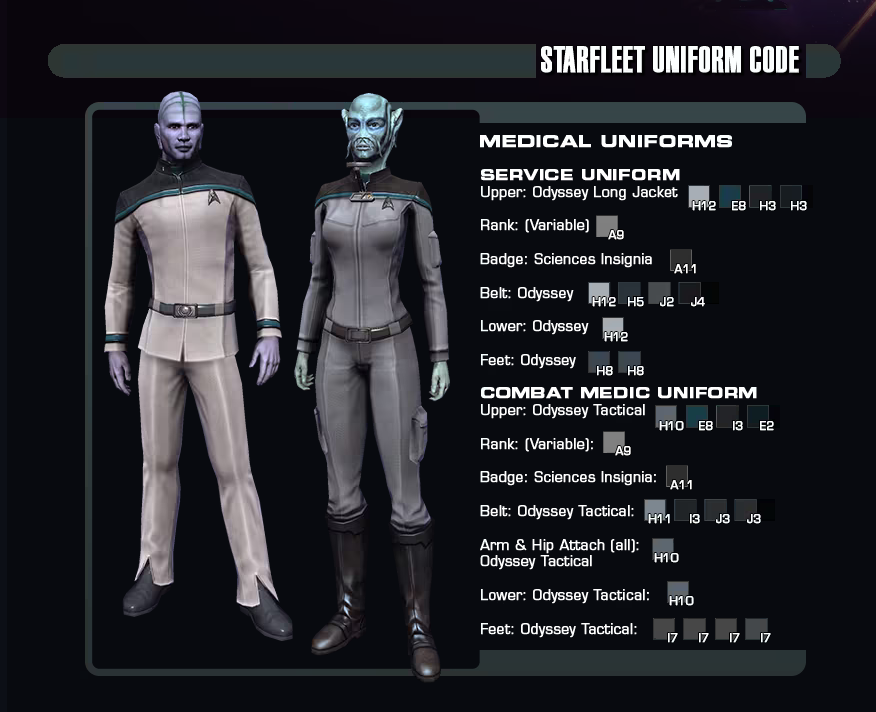 STARFLEET UNIFORM CODE
MEDICAL UNIFORMS
SERVICE UNIFORM
Upper: Odyssey Long Jacket H12 E8 H3 H3
Rank: (Variable) A9
Badge: Sciences Insignia A11
Belt: Odyssey H12 H5 J2 J4
Lower: Odyssey H12
Feet: Odyssey H8 H8
COMBAT MEDIC UNIFORM
Upper: Odyssey Tactical H10 E8 I3 E2
Rank: (Variable): A9
Badge: Sciences Insignia: A11
Belt: Odyssey Tactical: H11 I3 J3 J3
Arm & Hip Attach (all): H10
Odyssey Tactical
Lower: Odyssey Tactical: H10
Feet: Odyssey Tactical: I7 I7 I7 I7